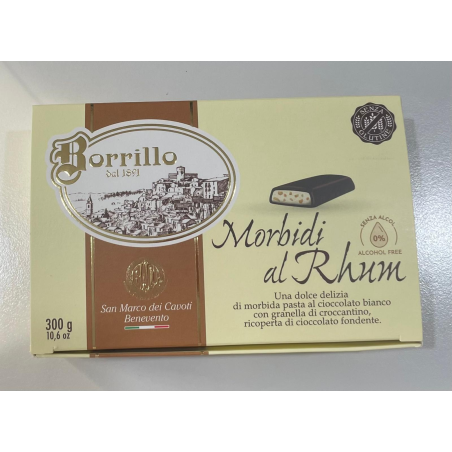 Borrillo
dal 1891
San Marco dei Cavoti
Benevento
300 g
10,6 oz
SENZA
GLUTINE
SENZA ALCOL
0%
ALCOHOL FREE
Morbidi
al Rhum
Una dolce delizia
di morbida pasta al cioccolato bianco
con granella di croccantino,
ricoperta di cioccolato fondente.